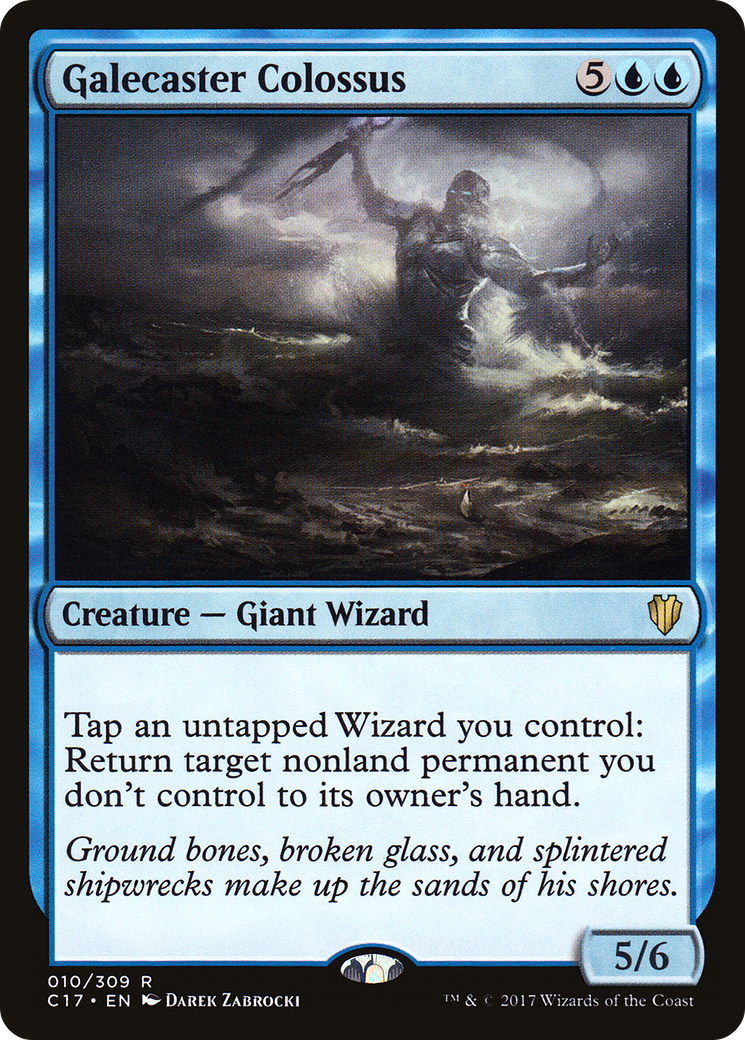 Galecaster Colossus 5
Creature — Giant Wizard
Tap an untapped Wizard you control:
Return target nonland permanent you
don't control to its owner's hand.
Ground bones, broken glass, and splintered
shipwrecks make up the sands of his shores.
5/6
010/309 R
C17 • EN Darek Zabrocki
™ & © 2017 Wizards of the Coast